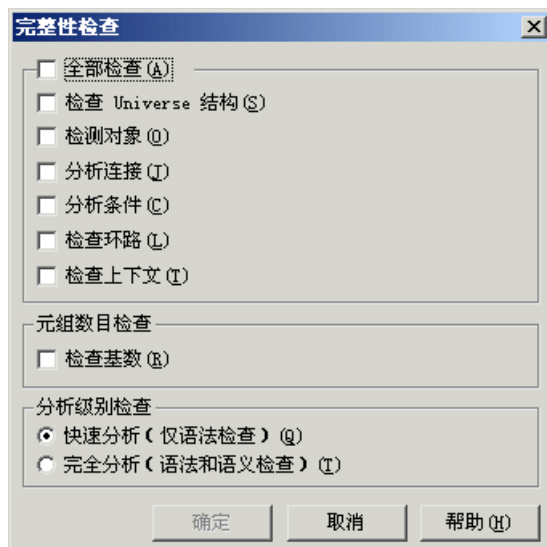 完整性检查
全部检查(A)
检查 Universe 结构(S)
检测对象(O)
分析连接(J)
分析条件(C)
检查环路(L)
检查上下文(T)
元组数目检查
检查基数(R)
分析级别检查
快速分析(仅语法检查)(Q)
完全分析(语法和语义检查)(T)
确定 取消 帮助(H)